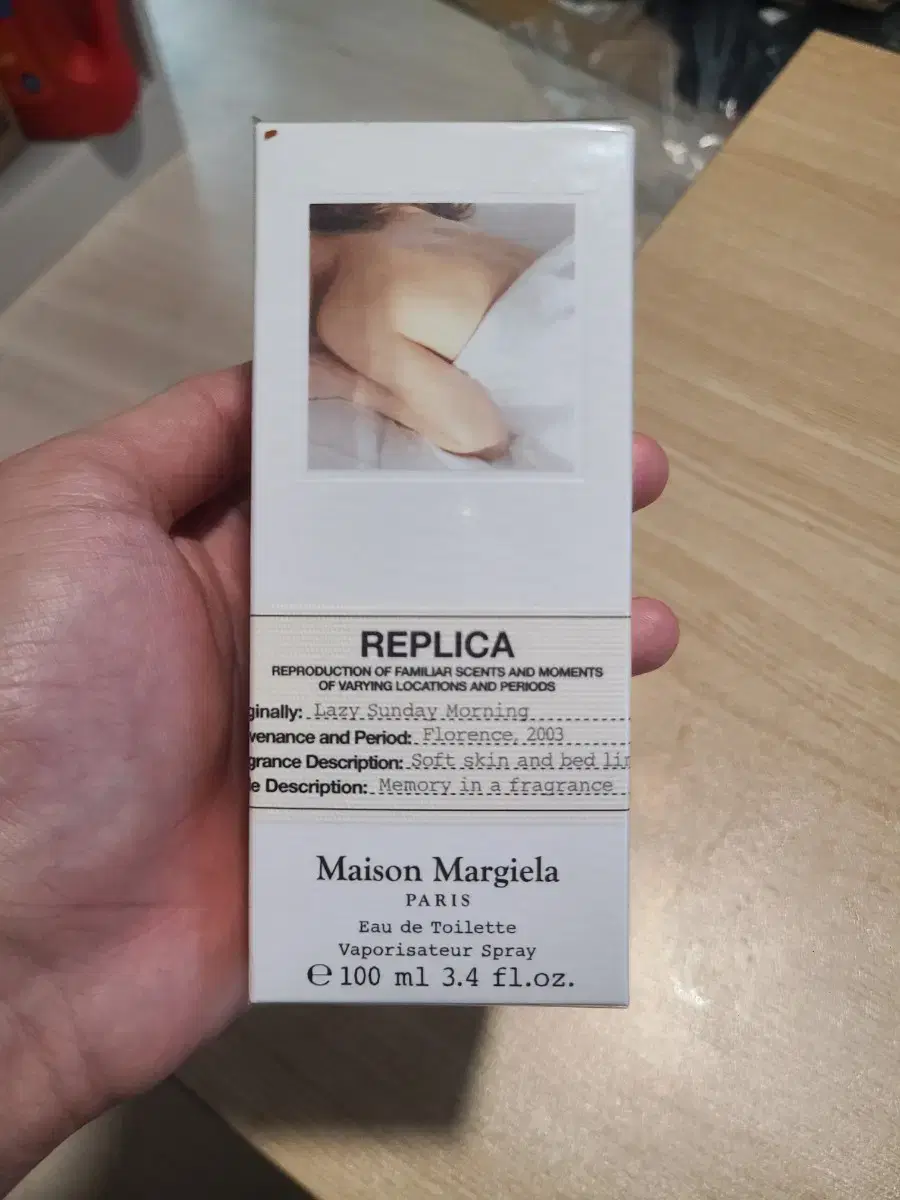 REPLICA
REPRODUCTION OF FAMILIAR SCENTS AND MOMENTS
OF VARYING LOCATIONS AND PERIODS
ginally: Lazy Sunday Morning
venance and Period: Florence, 2003
grance Description: Soft skin and bed lin
e Description: Memory in a fragrance
Maison Margiela
PARIS
Eau de Toilette
Vaporisateur Spray
℮ 100 ml 3.4 fl.oz.